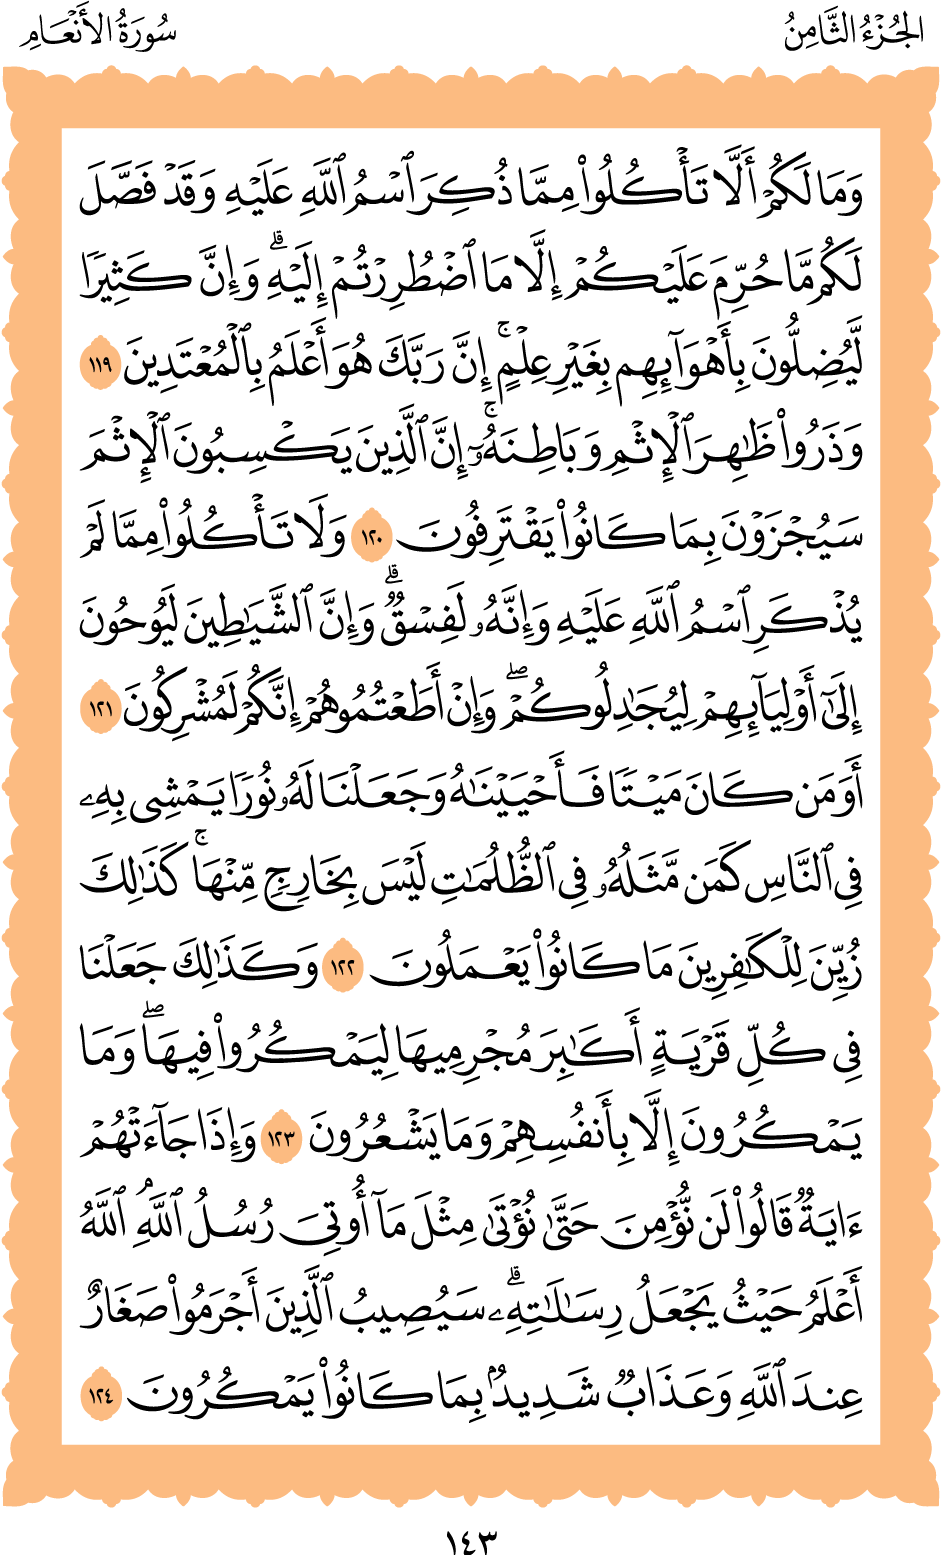 الجُزْءُ الثَّامِنُ
سُورَةُ الأَنْعَامِ
وَمَا لَكُمْ أَلَّا تَأْكُلُوا۟ مِمَّا ذُكِرَ ٱسْمُ ٱللَّهِ عَلَيْهِ وَقَدْ فَصَّلَ
لَكُم مَّا حُرِّمَ عَلَيْكُمْ إِلَّا مَا ٱضْطُرِرْتُمْ إِلَيْهِ ۗ وَإِنَّ كَثِيرًا
لَّيُضِلُّونَ بِأَهْوَآئِهِم بِغَيْرِ عِلْمٍ ۚ إِنَّ رَبَّكَ هُوَ أَعْلَمُ بِٱلْمُعْتَدِينَ ١١٩
وَذَرُوا۟ ظَٰهِرَ ٱلْإِثْمِ وَبَاطِنَهُۥٓ ۚ إِنَّ ٱلَّذِينَ يَكْسِبُونَ ٱلْإِثْمَ
سَيُجْزَوْنَ بِمَا كَانُوا۟ يَقْتَرِفُونَ ١٢٠ وَلَا تَأْكُلُوا۟ مِمَّا لَمْ
يُذْكَرِ ٱسْمُ ٱللَّهِ عَلَيْهِ وَإِنَّهُۥ لَفِسْقٌ ۗ وَإِنَّ ٱلشَّيَٰطِينَ لَيُوحُونَ
إِلَىٰٓ أَوْلِيَآئِهِمْ لِيُجَٰدِلُوكُمْ ۖ وَإِنْ أَطَعْتُمُوهُمْ إِنَّكُمْ لَمُشْرِكُونَ ١٢١
أَوَمَن كَانَ مَيْتًا فَأَحْيَيْنَٰهُ وَجَعَلْنَا لَهُۥ نُورًا يَمْشِى بِهِۦ
فِى ٱلنَّاسِ كَمَن مَّثَلُهُۥ فِى ٱلظُّلُمَٰتِ لَيْسَ بِخَارِجٍ مِّنْهَا ۚ كَذَٰلِكَ
زُيِّنَ لِلْكَٰفِرِينَ مَا كَانُوا۟ يَعْمَلُونَ ١٢٢ وَكَذَٰلِكَ جَعَلْنَا
فِى كُلِّ قَرْيَةٍ أَكَٰبِرَ مُجْرِمِيهَا لِيَمْكُرُوا۟ فِيهَا ۖ وَمَا
يَمْكُرُونَ إِلَّا بِأَنفُسِهِمْ وَمَا يَشْعُرُونَ ١٢٣ وَإِذَا جَآءَتْهُمْ
ءَايَةٌ قَالُوا۟ لَن نُّؤْمِنَ حَتَّىٰ نُؤْتَىٰ مِثْلَ مَآ أُوتِىَ رُسُلُ ٱللَّهِ ۘ ٱللَّهُ
أَعْلَمُ حَيْثُ يَجْعَلُ رِسَالَتَهُۥ ۗ سَيُصِيبُ ٱلَّذِينَ أَجْرَمُوا۟ صَغَارٌ
عِندَ ٱللَّهِ وَعَذَابٌ شَدِيدٌۢ بِمَا كَانُوا۟ يَمْكُرُونَ ١٢٤
١٤٣